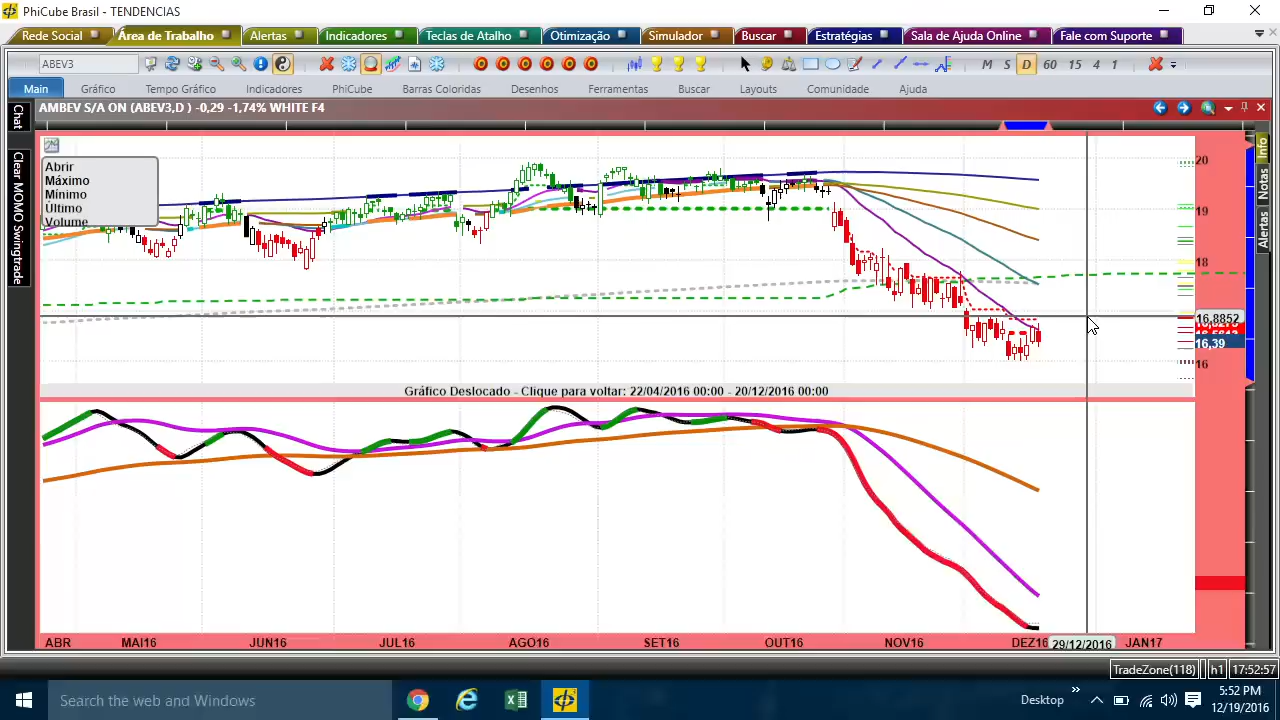 PhiCube Brasil - TENDENCIAS
Rede Social Área de Trabalho Alertas Indicadores Teclas de Atalho Otimização Simulador Buscar Estratégias Sala de Ajuda Online Fale com Suporte
ABEV3 M S D 60 15 4 1
Main Gráfico Tempo Gráfico Indicadores PhiCube Barras Coloridas Desenhos Ferramentas Buscar Layouts Comunidade Ajuda
AMBEV S/A ON (ABEV3,D ) -0,29 -1,74% WHITE F4
Chat
Clicar MIMO Swingtrade
Info
Notas
Alertas
Abrir
Máximo
Mínimo
Último
Volume
20
19
18
16,8852
16,39
16
Gráfico Deslocado - Clique para voltar: 22/04/2016 00:00 - 20/12/2016 00:00
ABR MAI16 JUN16 JUL16 AGO16 SET16 OUT16 NOV16 DEZ16 29/12/2016 JAN17
TradeZone(118) h1 17:52:57
Search the web and Windows
Desktop
5:52 PM
12/19/2016